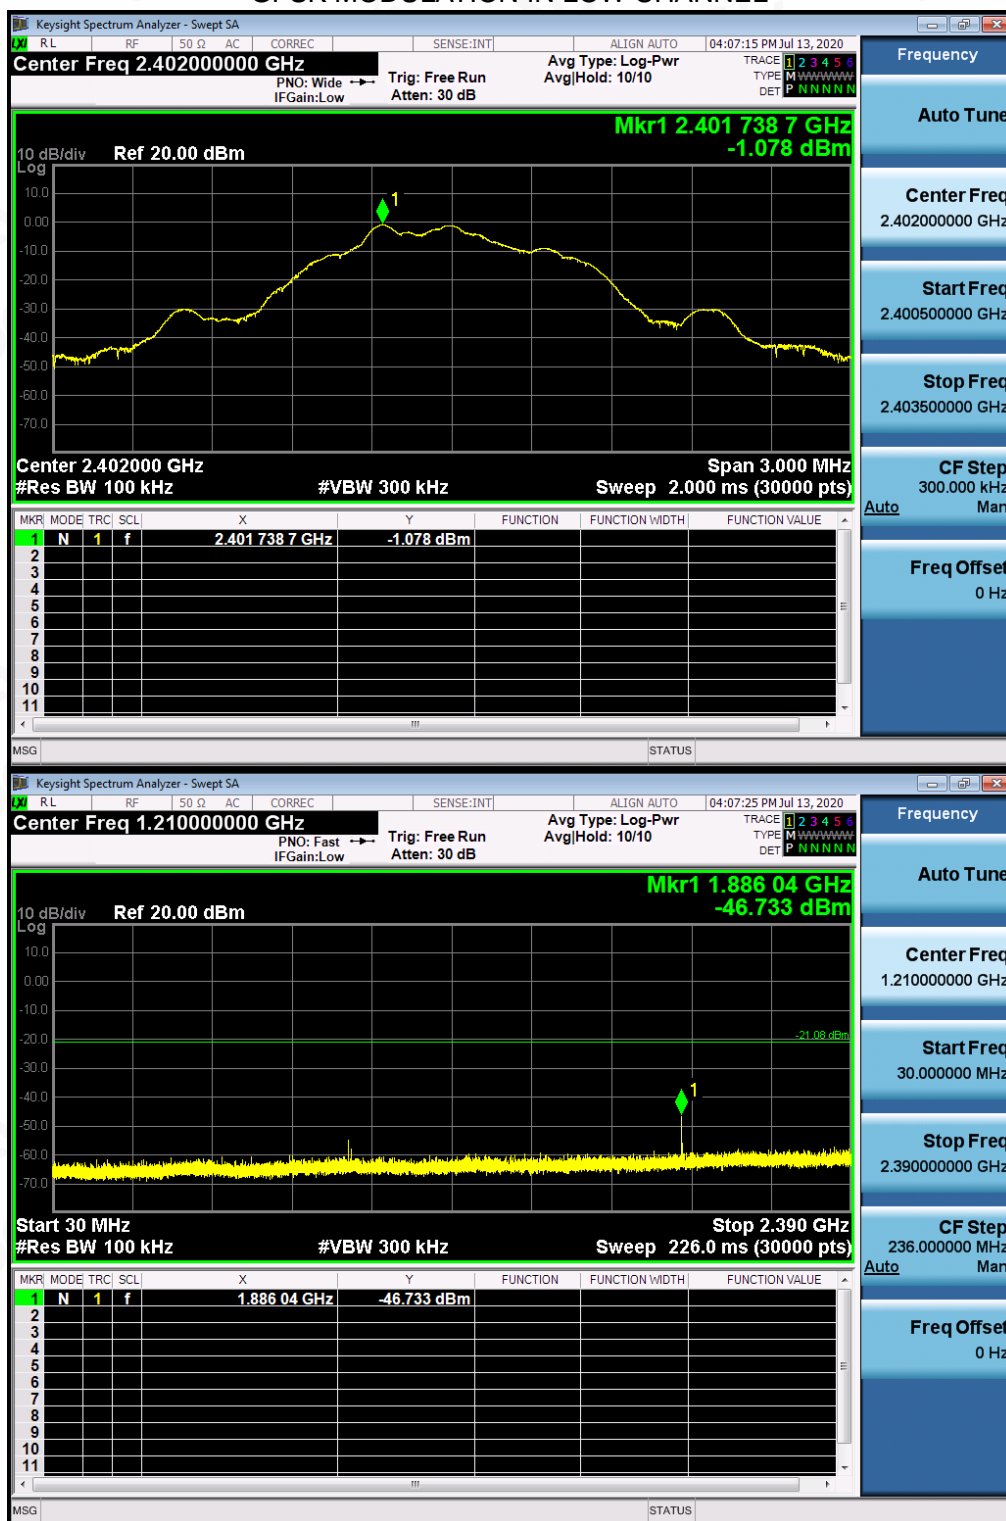 Keysight Spectrum Analyzer - Swept SA
LXI RL RF 50 Ω AC CORREC SENSE:INT ALIGN AUTO 04:07:15 PM Jul 13, 2020
Center Freq 2.402000000 GHz
PNO: Wide
IFGain:Low
Trig: Free Run
Atten: 30 dB
Avg Type: Log-Pwr
Avg|Hold: 10/10
TRACE 1 2 3 4 5 6
TYPE M WWWWW
DET P N N N N N
Mkr1 2.401 738 7 GHz
-1.078 dBm
10 dB/div Ref 20.00 dBm
Log
10.0
0.00
-10.0
-20.0
-30.0
-40.0
-50.0
-60.0
-70.0
1
Center 2.402000 GHz Span 3.000 MHz
#Res BW 100 kHz #VBW 300 kHz Sweep 2.000 ms (30000 pts)
MKR MODE TRC SCL X Y FUNCTION FUNCTION WIDTH FUNCTION VALUE
1 N 1 f 2.401 738 7 GHz -1.078 dBm
2
3
4
5
6
7
8
9
10
11
MSG STATUS
Frequency
Auto Tune
Center Freq
2.402000000 GHz
Start Freq
2.400500000 GHz
Stop Freq
2.403500000 GHz
CF Step
300.000 kHz
Auto Man
Freq Offset
0 Hz
Keysight Spectrum Analyzer - Swept SA
LXI RL RF 50 Ω AC CORREC SENSE:INT ALIGN AUTO 04:07:25 PM Jul 13, 2020
Center Freq 1.210000000 GHz
PNO: Fast
IFGain:Low
Trig: Free Run
Atten: 30 dB
Avg Type: Log-Pwr
Avg|Hold: 10/10
TRACE 1 2 3 4 5 6
TYPE M WWWWW
DET P N N N N N
Mkr1 1.886 04 GHz
-46.733 dBm
10 dB/div Ref 20.00 dBm
Log
10.0
0.00
-10.0
-20.0
-30.0
-40.0
-50.0
-60.0
-70.0
-21.08 dBm
1
Start 30 MHz Stop 2.390 GHz
#Res BW 100 kHz #VBW 300 kHz Sweep 226.0 ms (30000 pts)
MKR MODE TRC SCL X Y FUNCTION FUNCTION WIDTH FUNCTION VALUE
1 N 1 f 1.886 04 GHz -46.733 dBm
2
3
4
5
6
7
8
9
10
11
MSG STATUS
Frequency
Auto Tune
Center Freq
1.210000000 GHz
Start Freq
30.000000 MHz
Stop Freq
2.390000000 GHz
CF Step
236.000000 MHz
Auto Man
Freq Offset
0 Hz